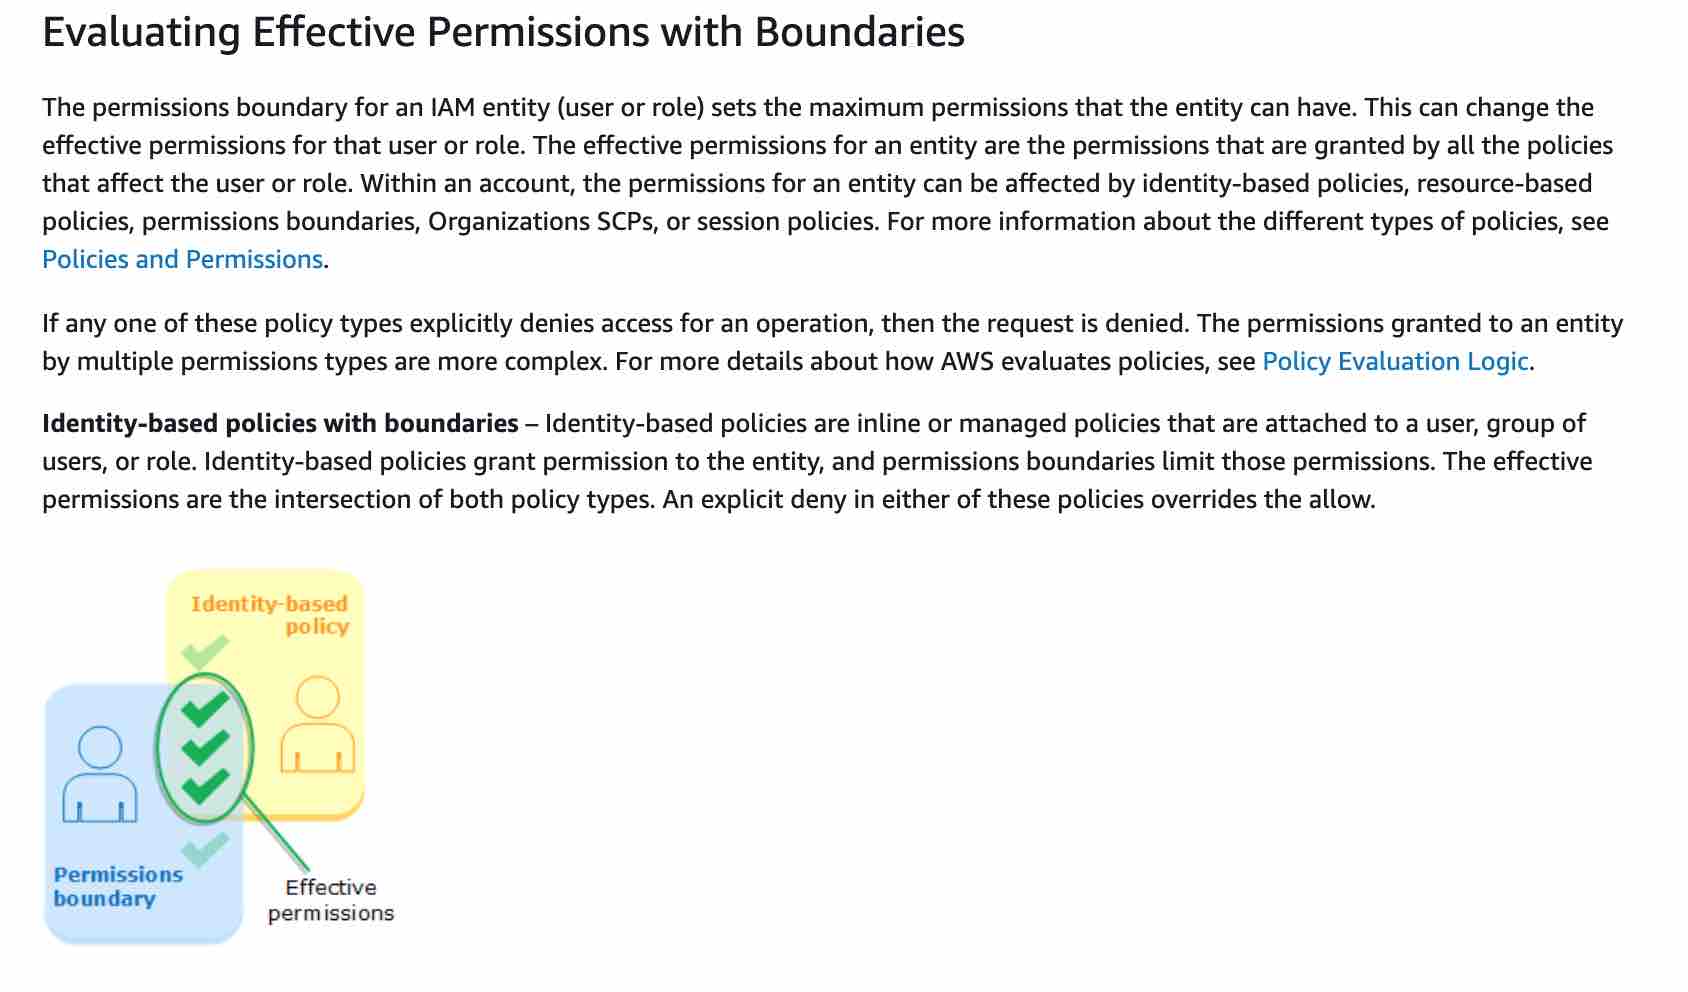 Evaluating Effective Permissions with Boundaries
The permissions boundary for an IAM entity (user or role) sets the maximum permissions that the entity can have. This can change the
effective permissions for that user or role. The effective permissions for an entity are the permissions that are granted by all the policies
that affect the user or role. Within an account, the permissions for an entity can be affected by identity-based policies, resource-based
policies, permissions boundaries, Organizations SCPs, or session policies. For more information about the different types of policies, see
Policies and Permissions.
If any one of these policy types explicitly denies access for an operation, then the request is denied. The permissions granted to an entity
by multiple permissions types are more complex. For more details about how AWS evaluates policies, see Policy Evaluation Logic.
Identity-based policies with boundaries – Identity-based policies are inline or managed policies that are attached to a user, group of
users, or role. Identity-based policies grant permission to the entity, and permissions boundaries limit those permissions. The effective
permissions are the intersection of both policy types. An explicit deny in either of these policies overrides the allow.
Identity-based
policy
Permissions
boundary
Effective
permissions